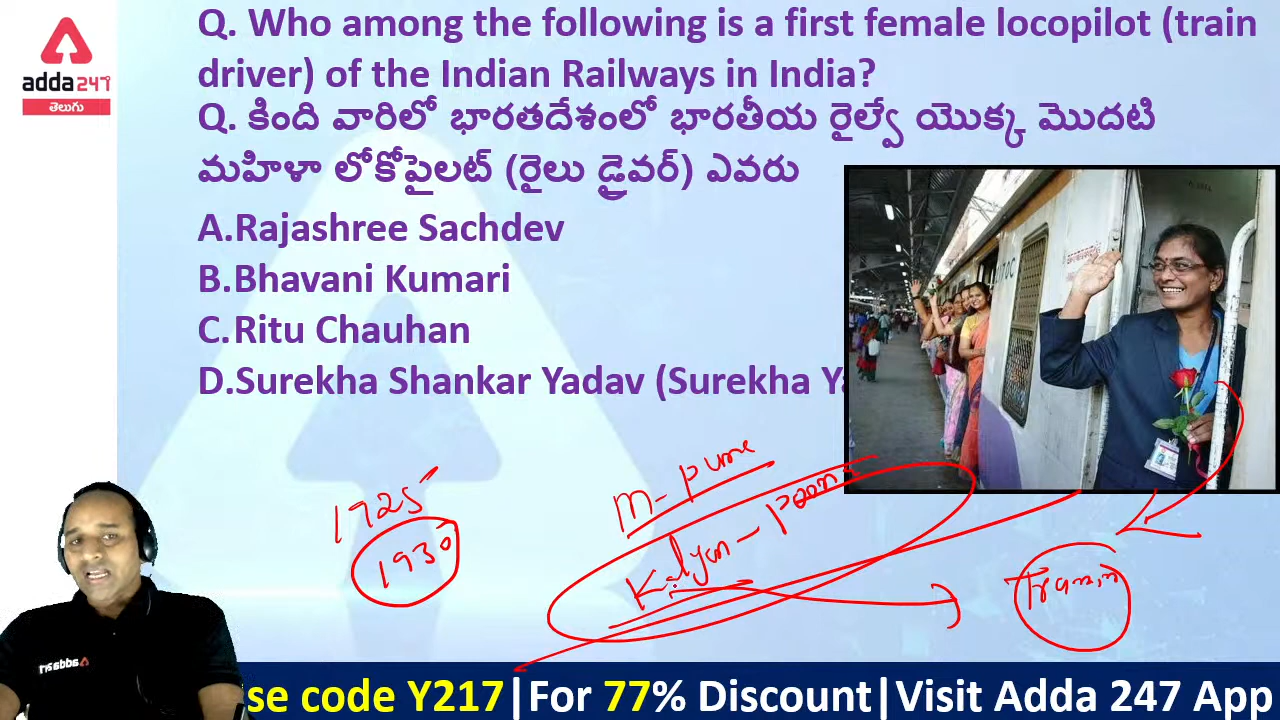 Q. Who among the following is a first female locopilot (train
driver) of the Indian Railways in India?
Q. కింది వారిలో భారతదేశంలో భారతీయ రైల్వే యొక్క మొదటి
మహిళా లోకోపైలట్ (రైలు డ్రైవర్) ఎవరు
A.Rajashree Sachdev
B.Bhavani Kumari
C.Ritu Chauhan
D.Surekha Shankar Yadav (Surekha
adda247
తెలుగు
1925
1930
M-Pune
Kalyan - Poona
se code Y217|For 77% Discount|Visit Adda 247 App